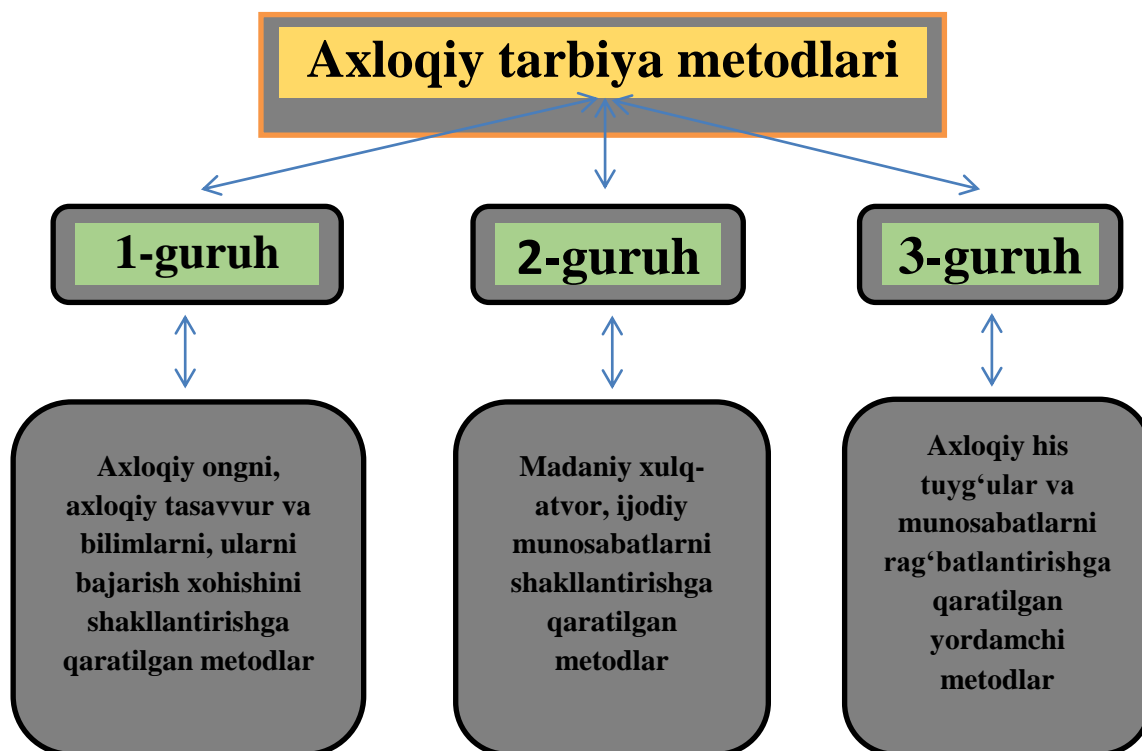 Axloqiy tarbiya metodlari
1-guruh
2-guruh
3-guruh
Axloqiy ongni,
axloqiy tasavvur va
bilimlarni, ularni
bajarish xohishini
shakllantirishga
qaratilgan metodlar
Madaniy xulq-
atvor, ijodiy
munosabatlarni
shakllantirishga
qaratilgan
metodlar
Axloqiy his
tuyg‘ular va
munosabatlarni
rag‘batlantirishga
qaratilgan
yordamchi
metodlar